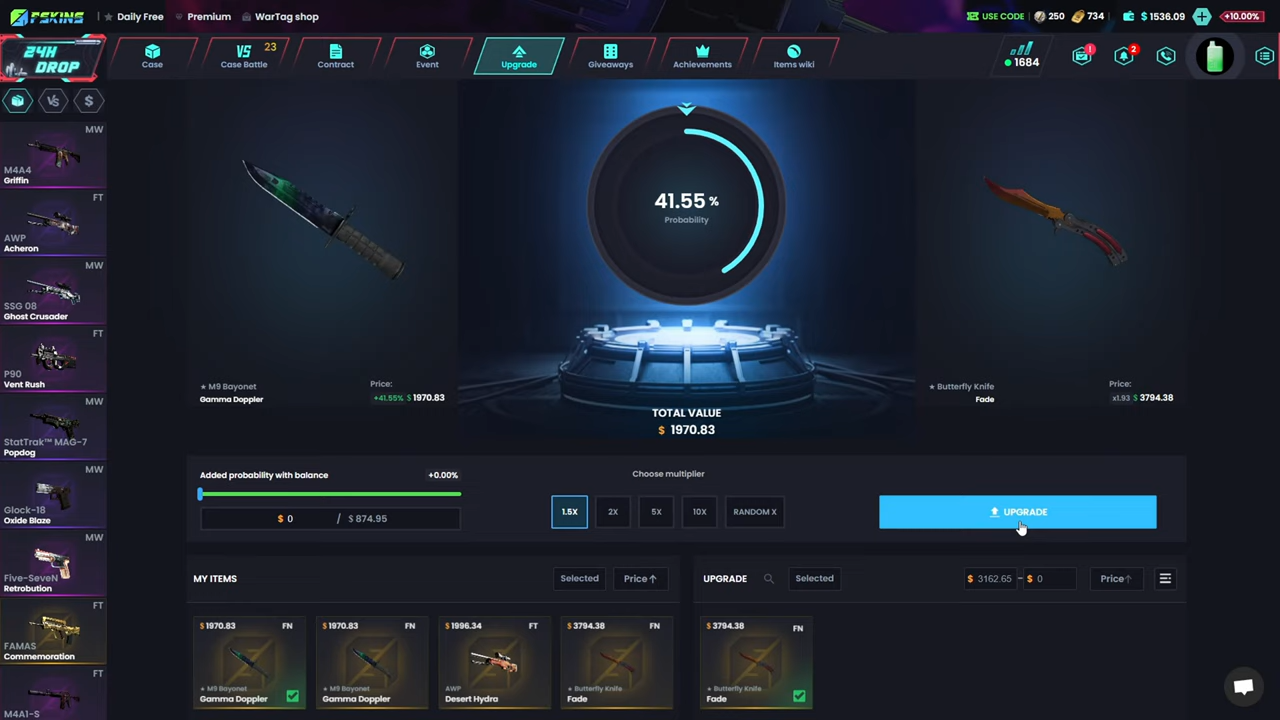 FSKINS
Daily Free
Premium
WarTag shop
USE CODE
250
734
$ 1536.09
+10.00%
24H
DROP
Case
VS
23
Case Battle
Contract
Event
Upgrade
Giveaways
Achievements
Items wiki
1684
1
2
VS
$
MW
M4A4
Griffin
FT
AWP
Acheron
MW
SSG 08
Ghost Crusader
FT
P90
Vent Rush
MW
StatTrak™ MAG-7
Popdog
MW
Glock-18
Oxide Blaze
MW
Five-SeveN
Retrobution
FT
FAMAS
Commemoration
FT
M4A1-S
41.55 %
Probability
★ M9 Bayonet
Gamma Doppler
Price:
+41.55% $ 1970.83
★ Butterfly Knife
Fade
Price:
x1.93 $ 3794.38
TOTAL VALUE
$ 1970.83
Added probability with balance
+0.00%
$ 0 / $ 874.95
Choose multiplier
1.5X
2X
5X
10X
RANDOM X
UPGRADE
MY ITEMS
Selected
Price↑
UPGRADE
Selected
$ 3162.65 - $ 0
Price↑
$ 1970.83 FN
★ M9 Bayonet
Gamma Doppler
$ 1970.83 FN
★ M9 Bayonet
Gamma Doppler
$ 1996.34 FT
AWP
Desert Hydra
$ 3794.38 FN
★ Butterfly Knife
Fade
$ 3794.38 FN
★ Butterfly Knife
Fade